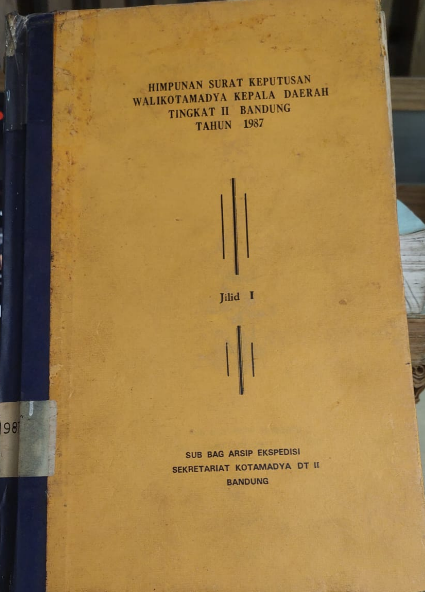 HIMPUNAN SURAT KEPUTUSAN
WALIKOTAMADYA KEPALA DAERAH
TINGKAT II BANDUNG
TAHUN 1987
Jilid I
SUB BAG ARSIP EKSPEDISI
SEKRETARIAT KOTAMADYA DT II
BANDUNG